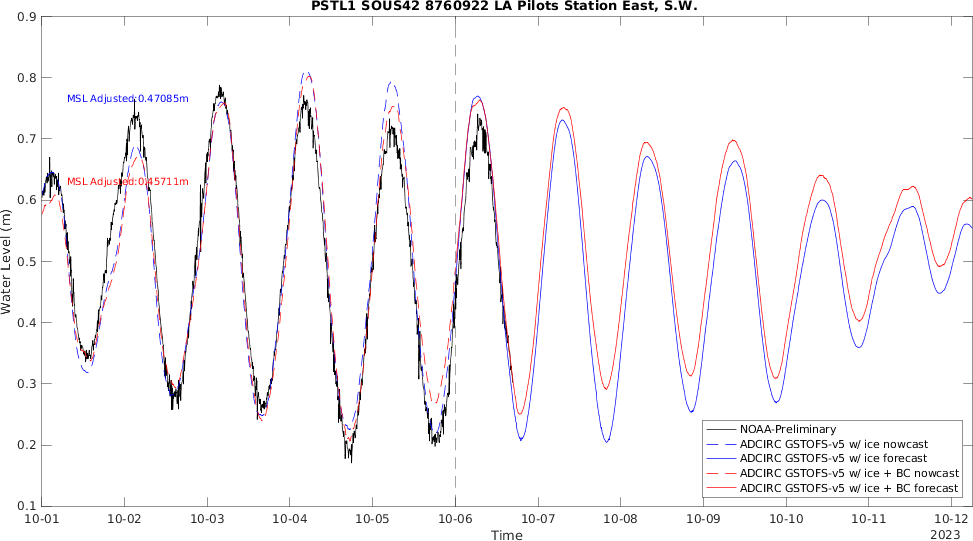 PSTL1 SOUS42 8760922 LA Pilots Station East, S.W.
0.9
0.8
0.7
0.6
0.5
0.4
0.3
0.2
0.1
Water Level (m)
MSL Adjusted:0.47085m
MSL Adjusted:0.45711m
NOAA-Preliminary
ADCIRC GSTOFS-v5 w/ ice nowcast
ADCIRC GSTOFS-v5 w/ ice forecast
ADCIRC GSTOFS-v5 w/ ice + BC nowcast
ADCIRC GSTOFS-v5 w/ ice + BC forecast
10-01 10-02 10-03 10-04 10-05 10-06 10-07 10-08 10-09 10-10 10-11 10-12
Time
2023